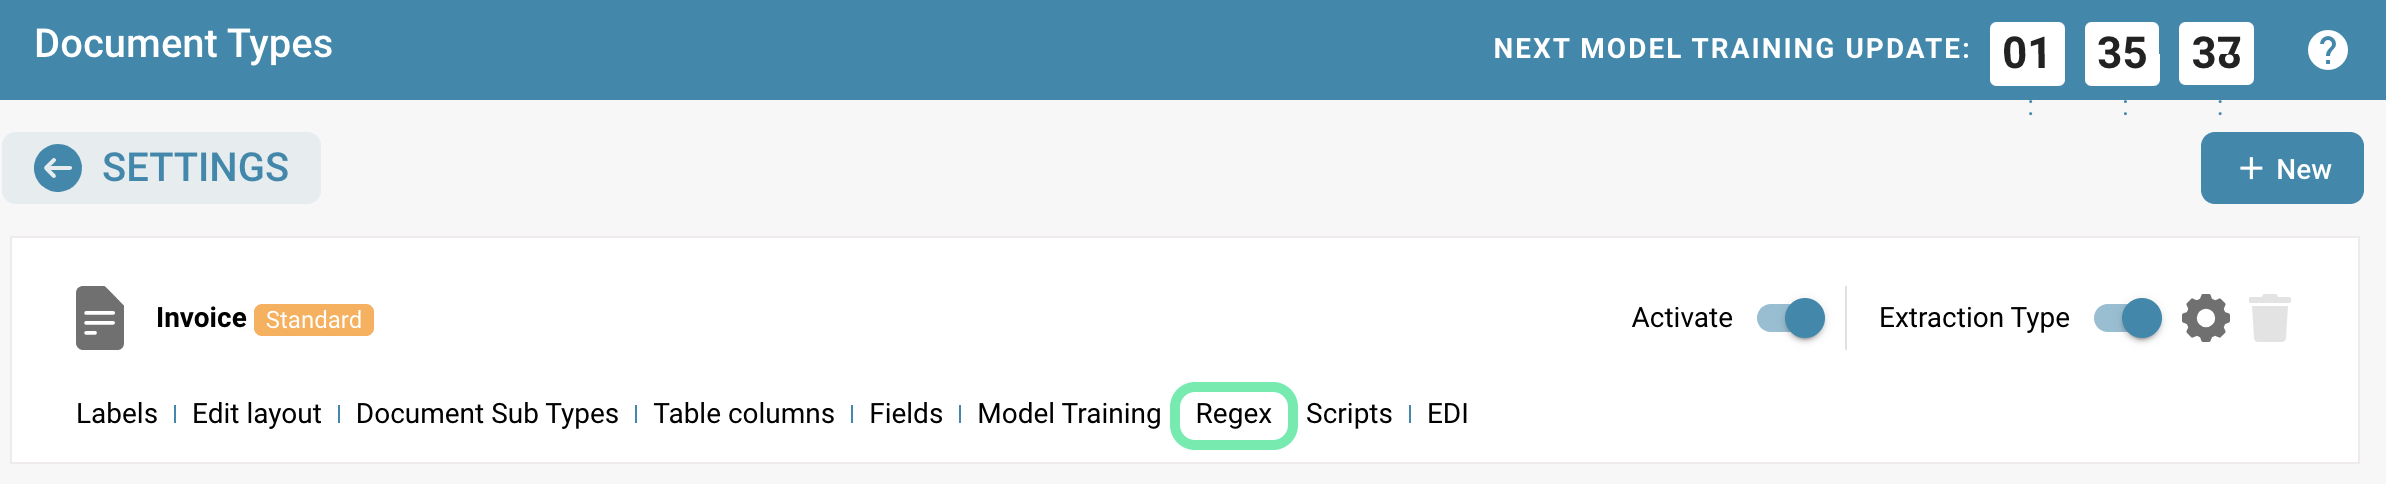 Document Types
NEXT MODEL TRAINING UPDATE: 01 35
SETTINGS
+ New
Invoice Standard
Activate
Extraction Type
Labels | Edit layout | Document Sub Types | Table columns | Fields | Model Training Regex Scripts | EDI